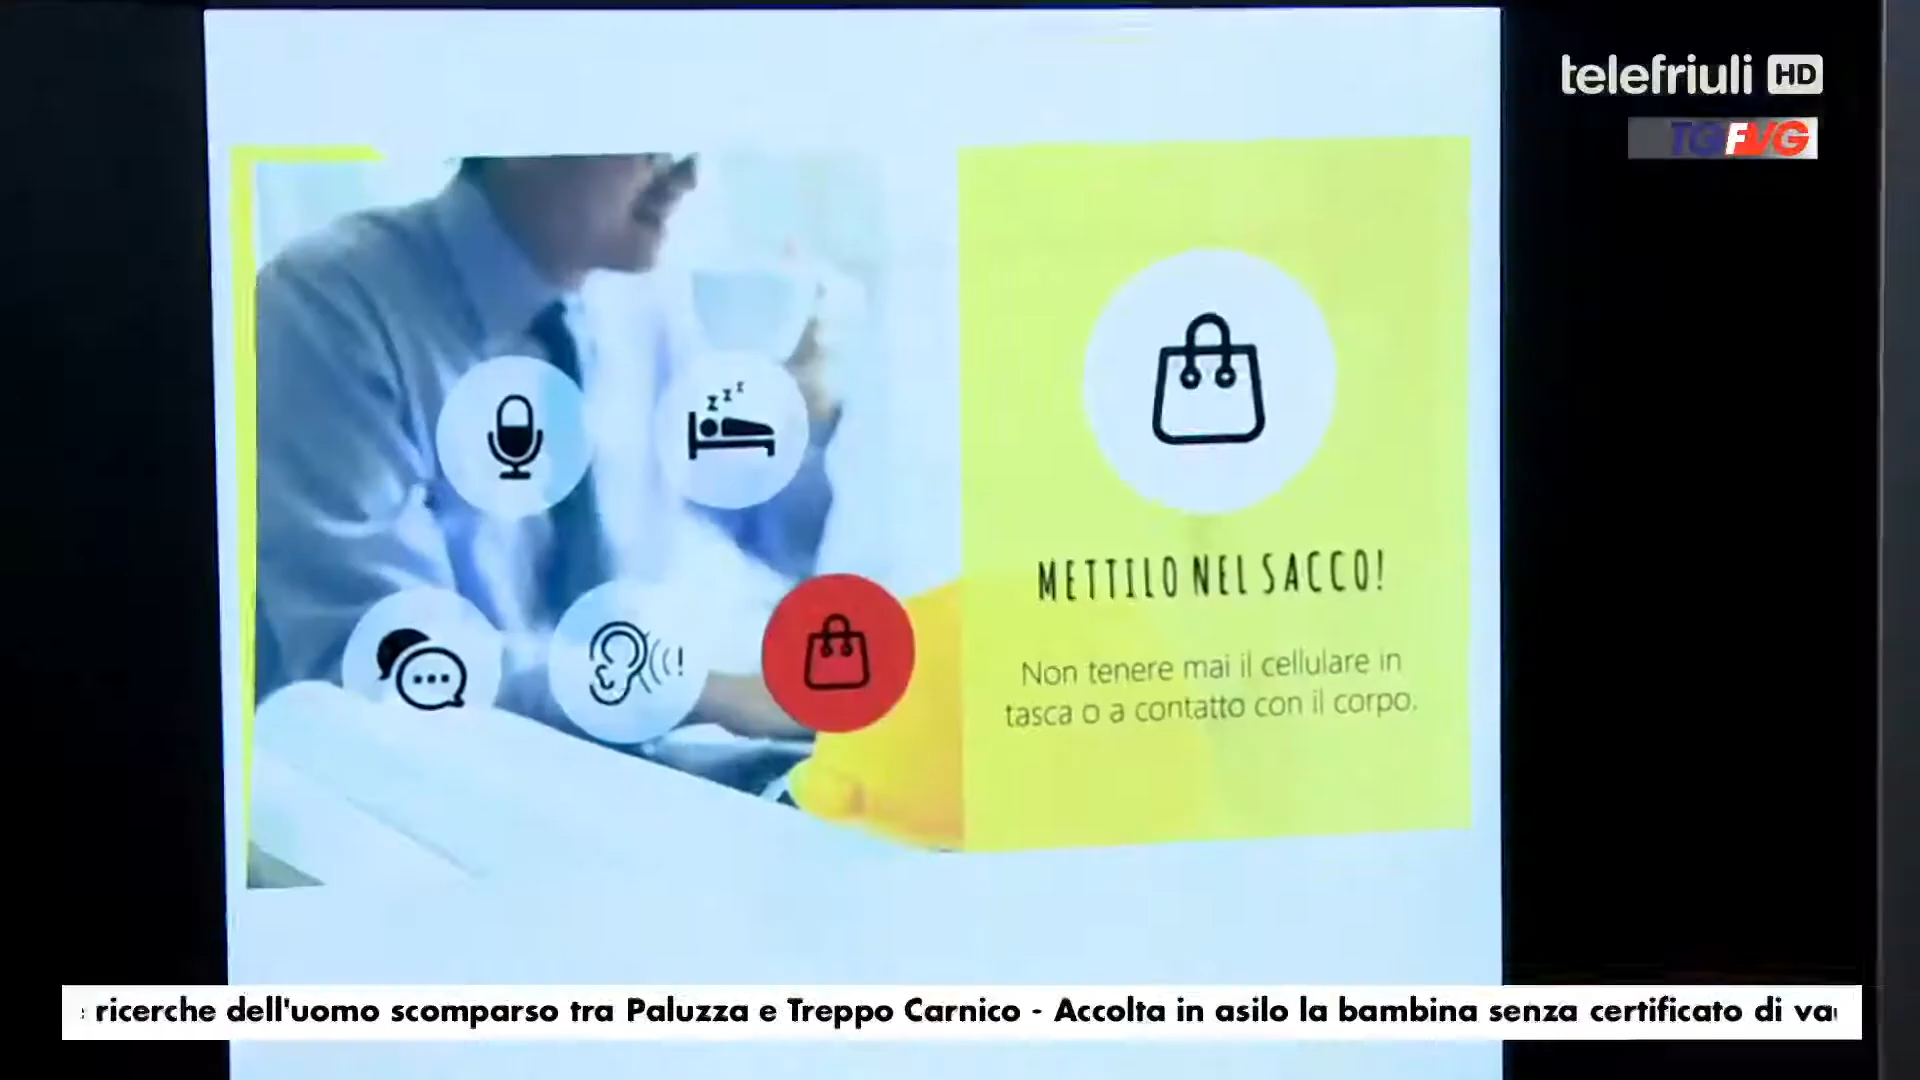 telefriuli HD
TGFVG
z z z
METTILO NEL SACCO!
!
Non tenere mai il cellulare in
tasca o a contatto con il corpo.
ricerche dell'uomo scomparso tra Paluzza e Treppo Carnico - Accolta in asilo la bambina senza certificato di